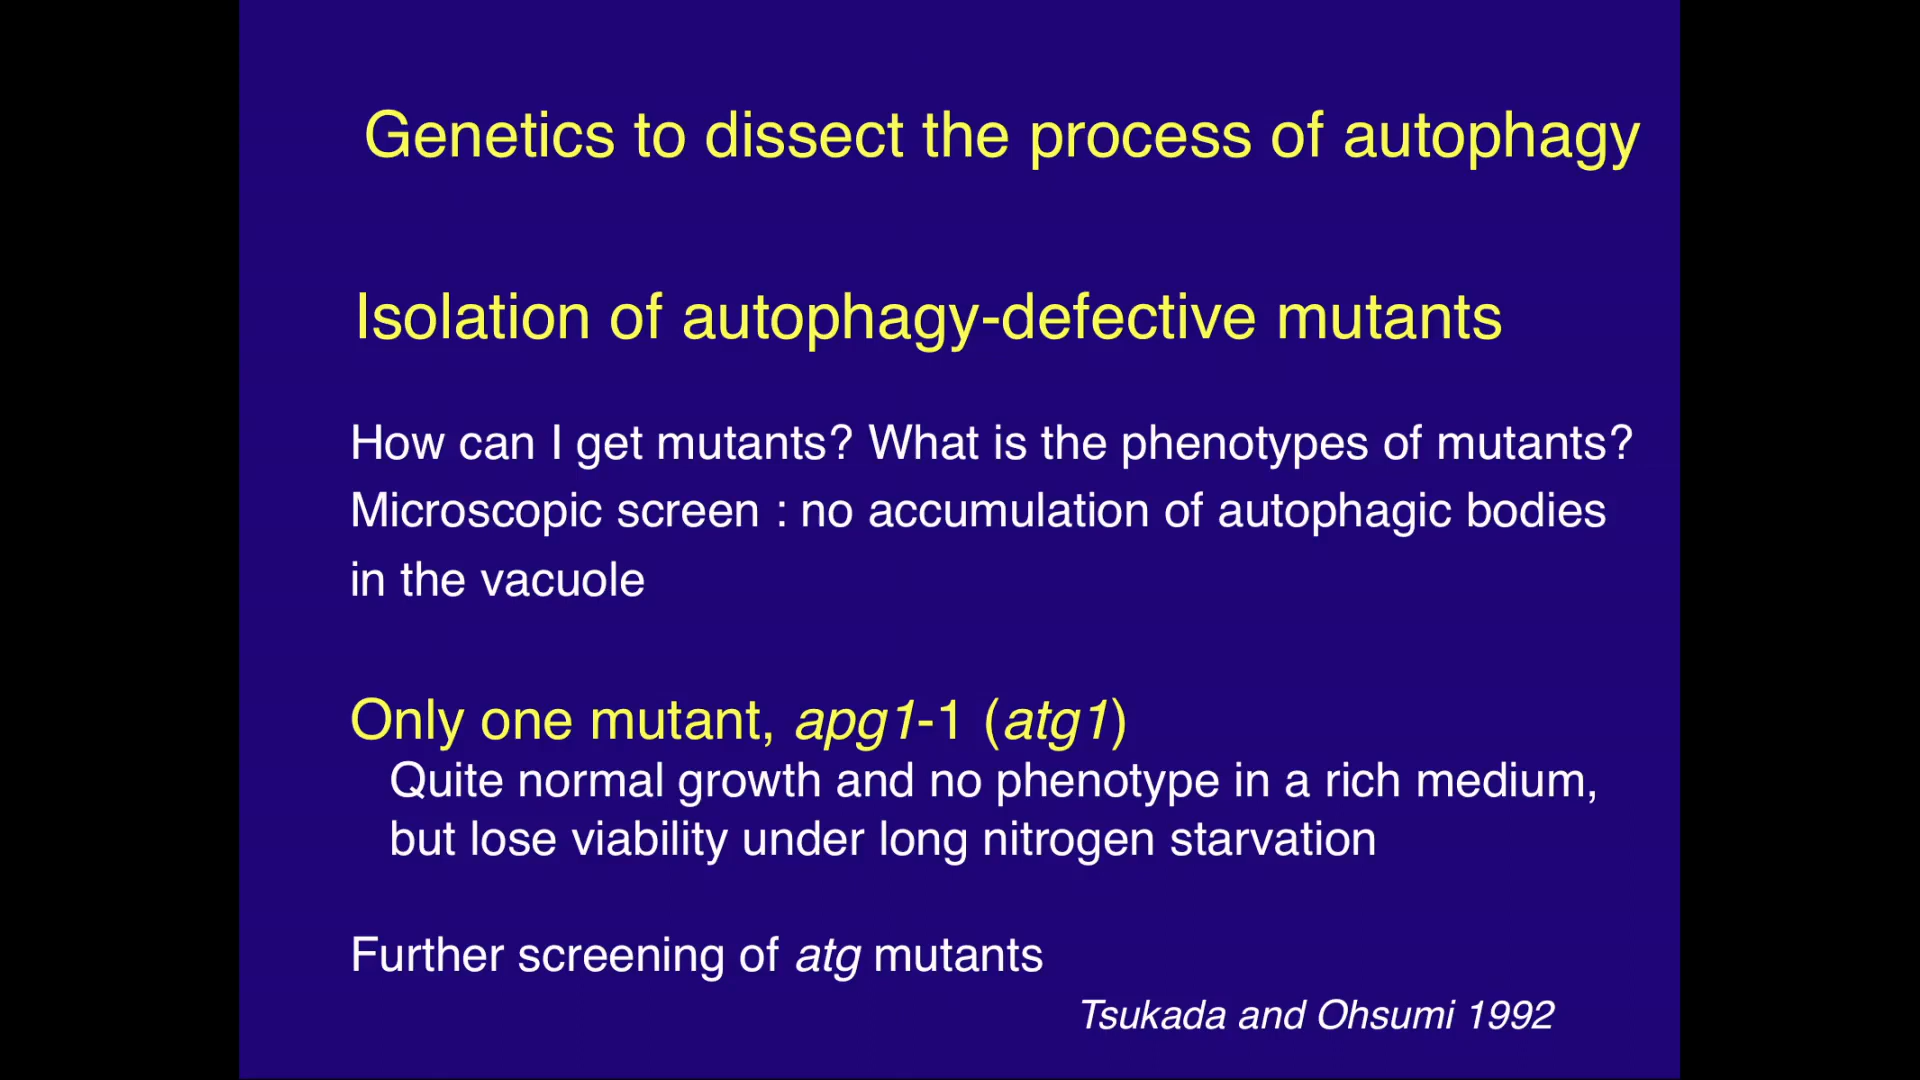 Genetics to dissect the process of autophagy
Isolation of autophagy-defective mutants
How can I get mutants? What is the phenotypes of mutants?
Microscopic screen : no accumulation of autophagic bodies
in the vacuole
Only one mutant, apg1-1 (atg1)
Quite normal growth and no phenotype in a rich medium,
but lose viability under long nitrogen starvation
Further screening of atg mutants
Tsukada and Ohsumi 1992